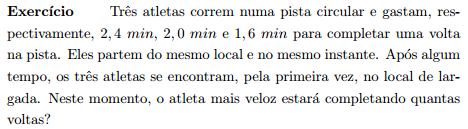 Exercício Três atletas correm numa pista circular e gastam, res-
pectivamente, 2, 4 min, 2, 0 min e 1, 6 min para completar uma volta
na pista. Eles partem do mesmo local e no mesmo instante. Após algum
tempo, os três atletas se encontram, pela primeira vez, no local de lar-
gada. Neste momento, o atleta mais veloz estará completando quantas
voltas?